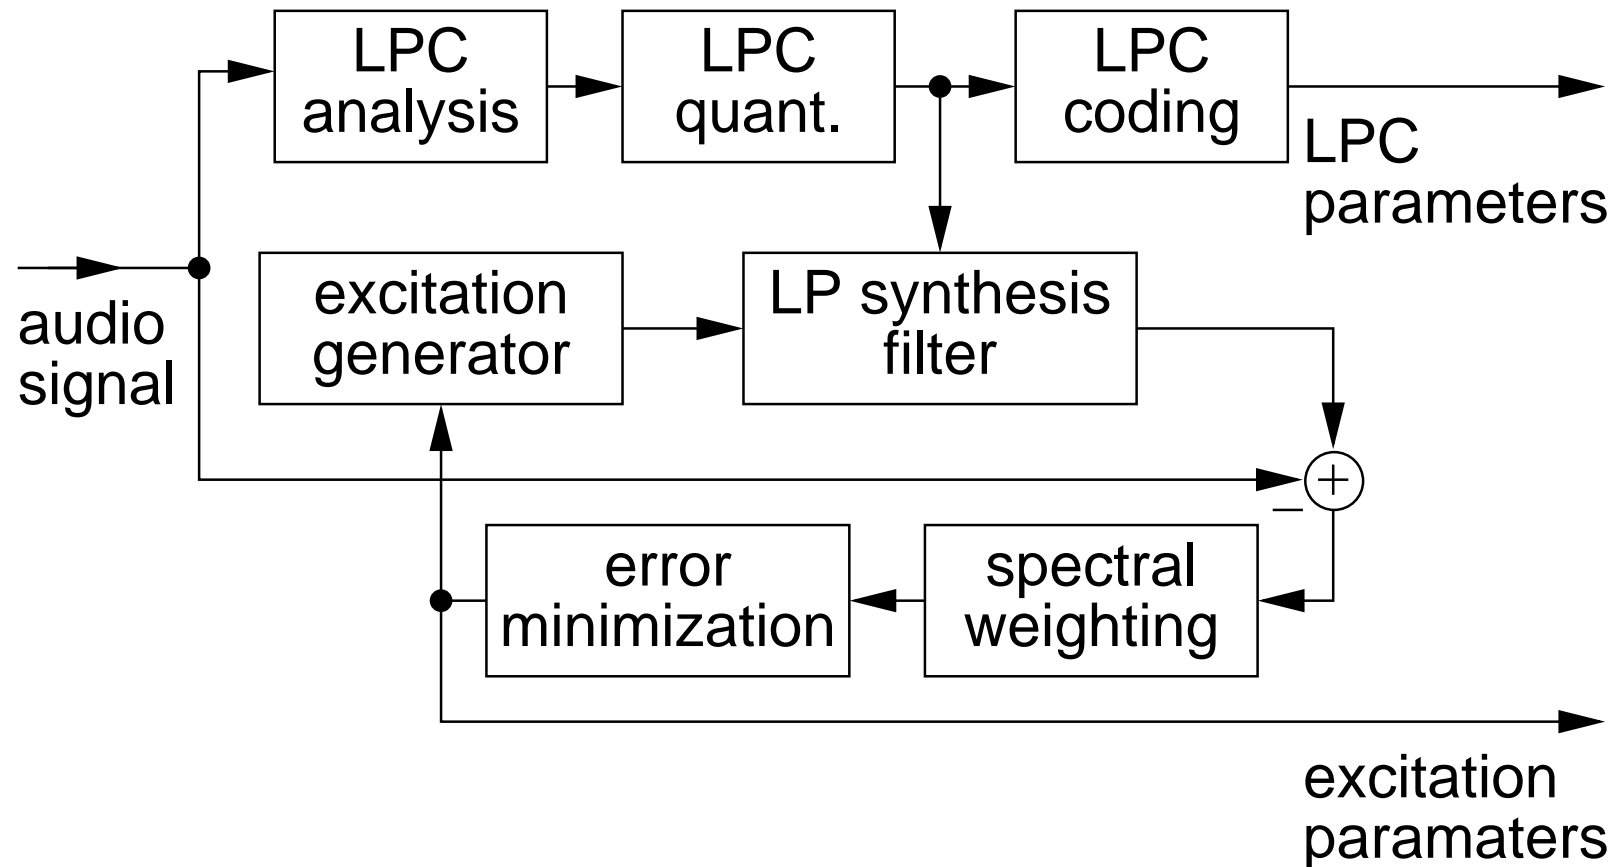 LPC
analysis
LPC
quant.
LPC
coding
LPC
parameters
audio
signal
excitation
generator
LP synthesis
filter
+
−
error
minimization
spectral
weighting
excitation
paramaters